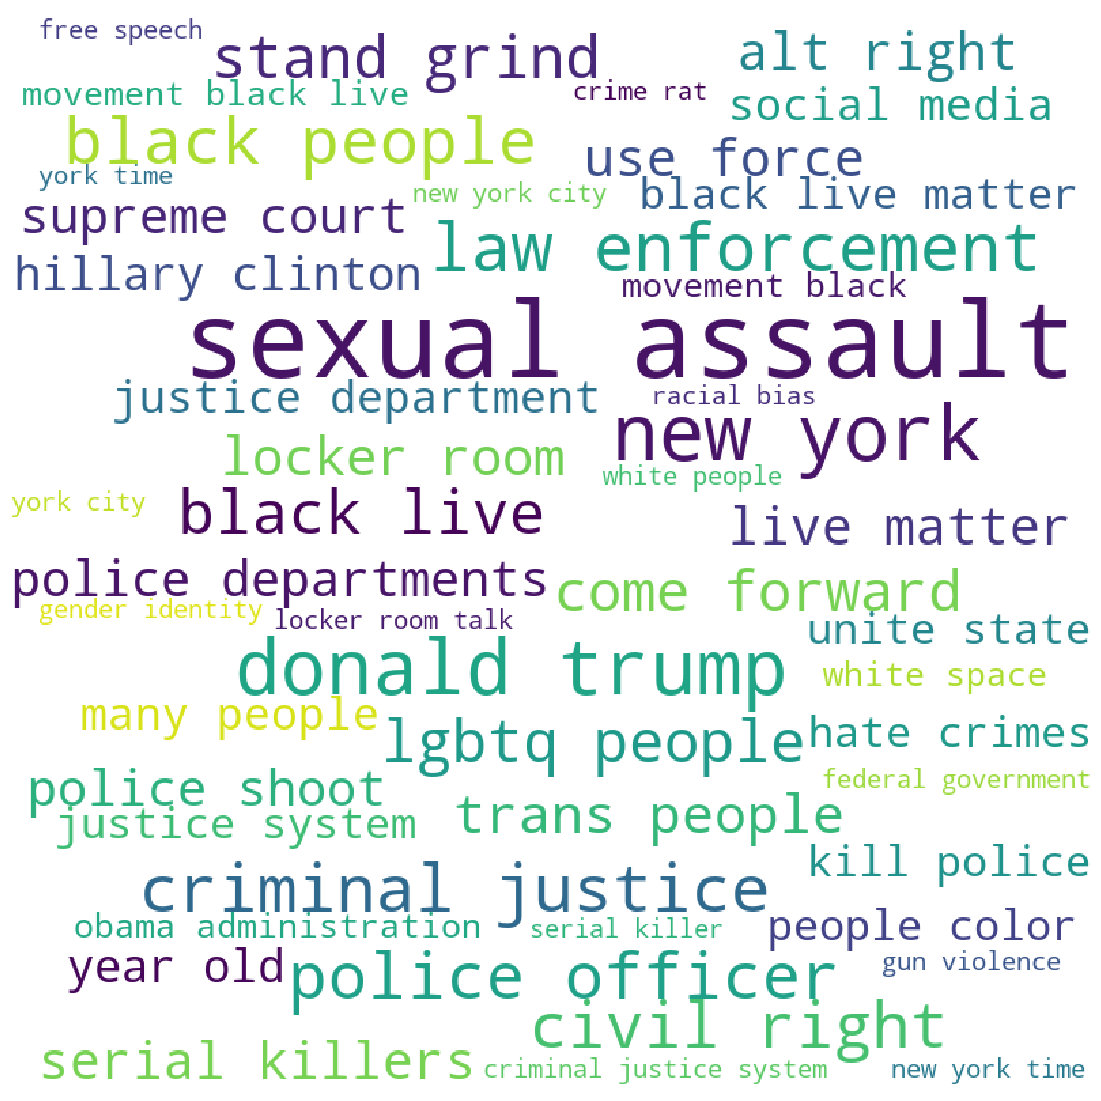 free speech
stand grind
alt right
movement black live
crime rat
social media
black people
use force
york time
new york city
black live matter
supreme court
law enforcement
hillary clinton
movement black
sexual assault
justice department
racial bias
new york
locker room
white people
york city
black live
live matter
police departments
come forward
gender identity
locker room talk
unite state
donald trump
white space
many people
lgbtq people
hate crimes
police shoot
federal government
justice system
trans people
kill police
criminal justice
obama administration
serial killer
people color
year old
police officer
gun violence
civil right
serial killers
criminal justice system
new york time